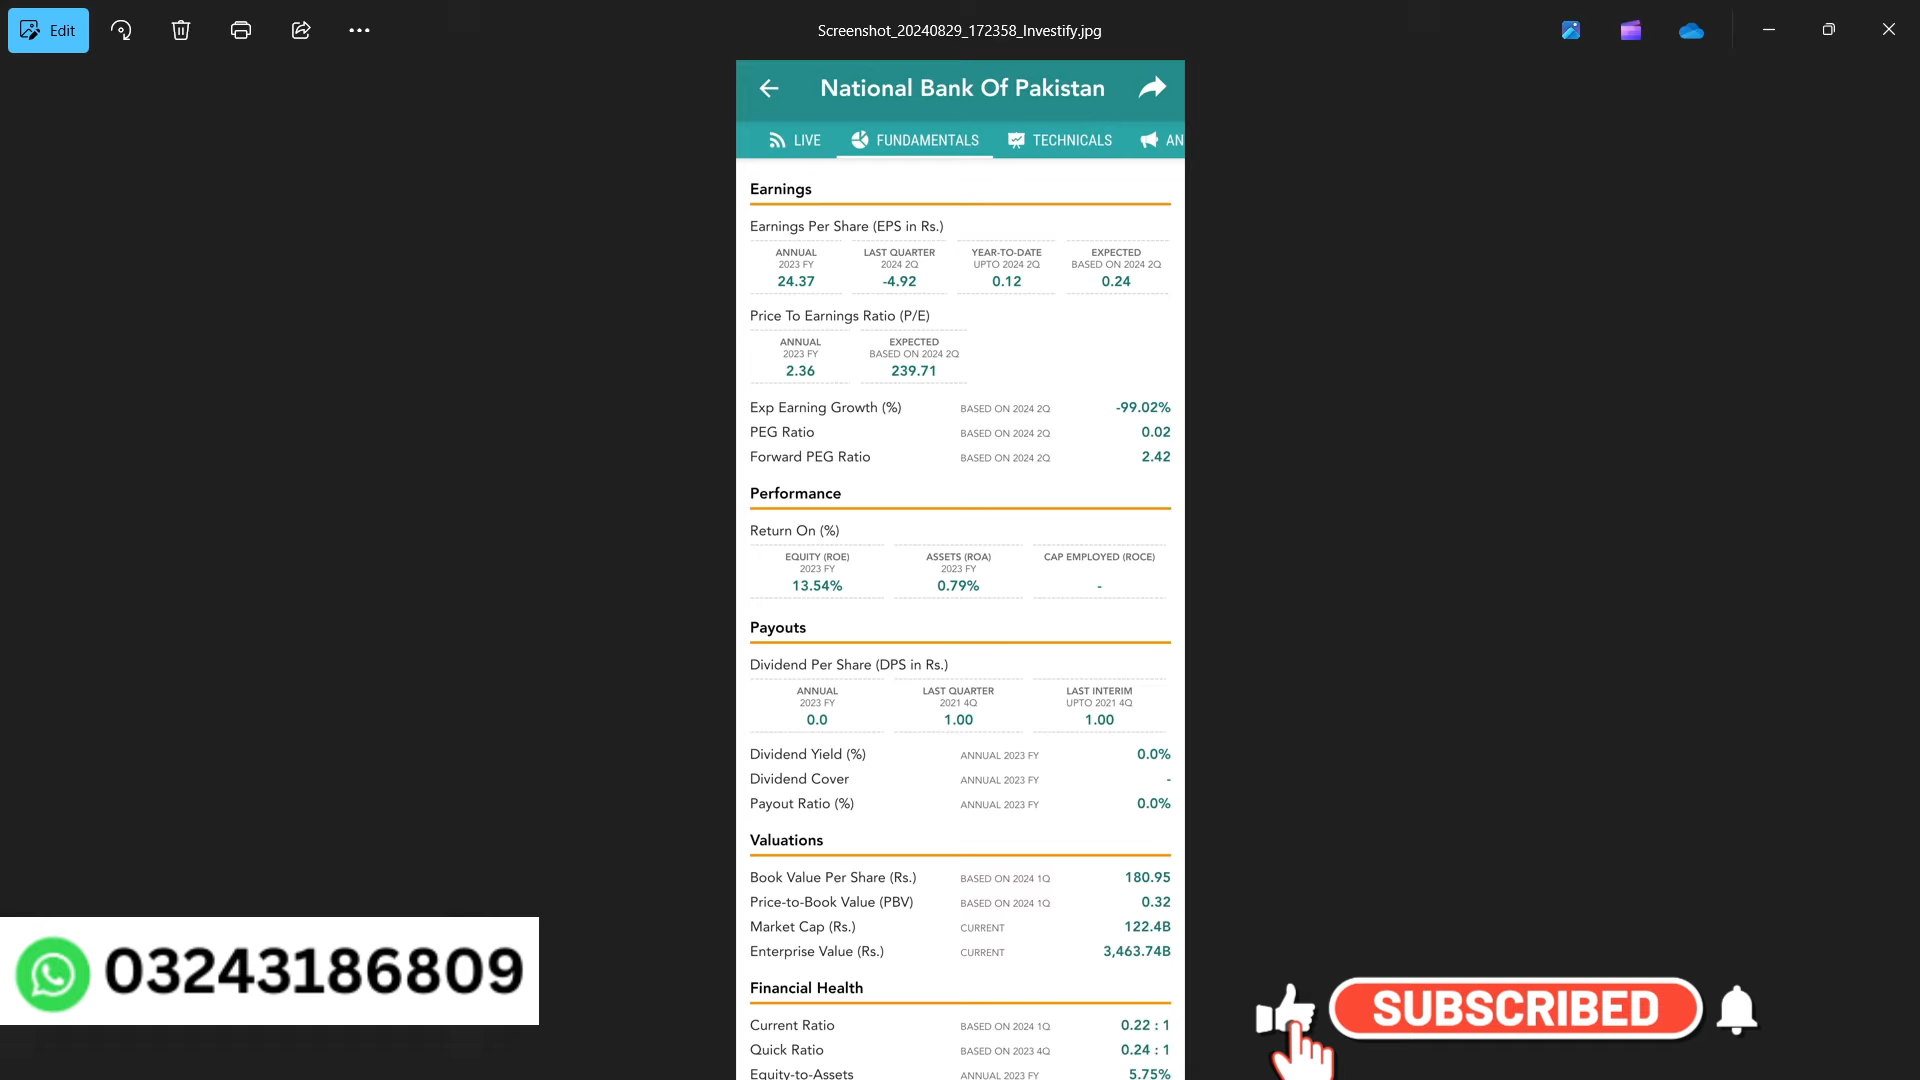 Edit
Screenshot_20240829_172358_Investify.jpg
National Bank Of Pakistan
LIVE FUNDAMENTALS TECHNICALS AN
Earnings
Earnings Per Share (EPS in Rs.)
ANNUAL LAST QUARTER YEAR-TO-DATE EXPECTED
2023 FY 2024 2Q UPTO 2024 2Q BASED ON 2024 2Q
24.37 -4.92 0.12 0.24
Price To Earnings Ratio (P/E)
ANNUAL EXPECTED
2023 FY BASED ON 2024 2Q
2.36 239.71
Exp Earning Growth (%) BASED ON 2024 2Q -99.02%
PEG Ratio BASED ON 2024 2Q 0.02
Forward PEG Ratio BASED ON 2024 2Q 2.42
Performance
Return On (%)
EQUITY (ROE) ASSETS (ROA) CAP EMPLOYED (ROCE)
2023 FY 2023 FY
13.54% 0.79% -
Payouts
Dividend Per Share (DPS in Rs.)
ANNUAL LAST QUARTER LAST INTERIM
2023 FY 2021 4Q UPTO 2021 4Q
0.0 1.00 1.00
Dividend Yield (%) ANNUAL 2023 FY 0.0%
Dividend Cover ANNUAL 2023 FY -
Payout Ratio (%) ANNUAL 2023 FY 0.0%
Valuations
Book Value Per Share (Rs.) BASED ON 2024 1Q 180.95
Price-to-Book Value (PBV) BASED ON 2024 1Q 0.32
Market Cap (Rs.) CURRENT 122.4B
Enterprise Value (Rs.) CURRENT 3,463.74B
Financial Health
Current Ratio BASED ON 2024 1Q 0.22 : 1
Quick Ratio BASED ON 2023 4Q 0.24 : 1
Equity-to-Assets ANNUAL 2023 FY 5.75%
03243186809
SUBSCRIBED